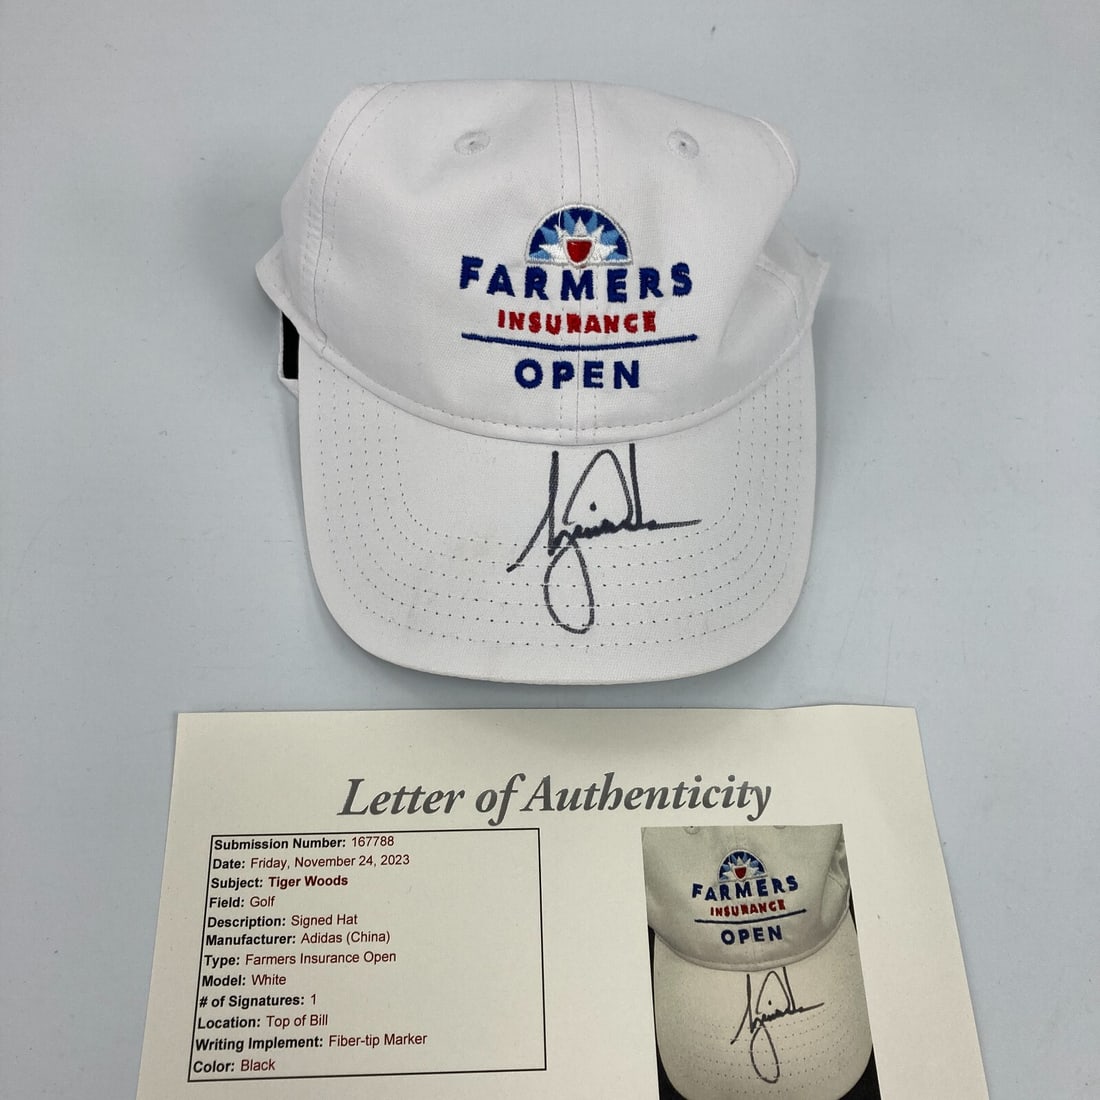 FARMERS
INSURANCE
OPEN
Letter of Authenticity
Submission Number: 167788
Date: Friday, November 24, 2023
Subject: Tiger Woods
Field: Golf
Description: Signed Hat
Manufacturer: Adidas (China)
Type: Farmers Insurance Open
Model: White
# of Signatures: 1
Location: Top of Bill
Writing Implement: Fiber-tip Marker
Color: Black
FARMERS
INSURANCE
OPEN